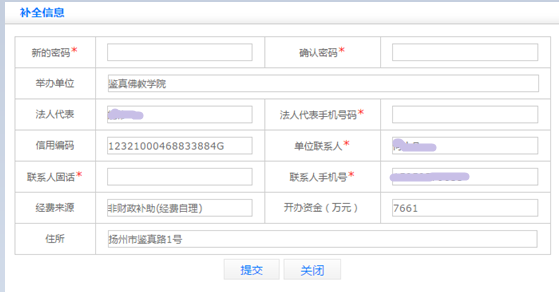 补全信息
新的密码* 确认密码*
举办单位 鉴真佛教学院
法人代表 法人代表手机号码*
信用编码 12321000468833884G 单位联系人*
联系人固话* 联系人手机号*
经费来源 非财政补助(经费自理) 开办资金(万元) 7661
住所 扬州市鉴真路1号
提交 关闭